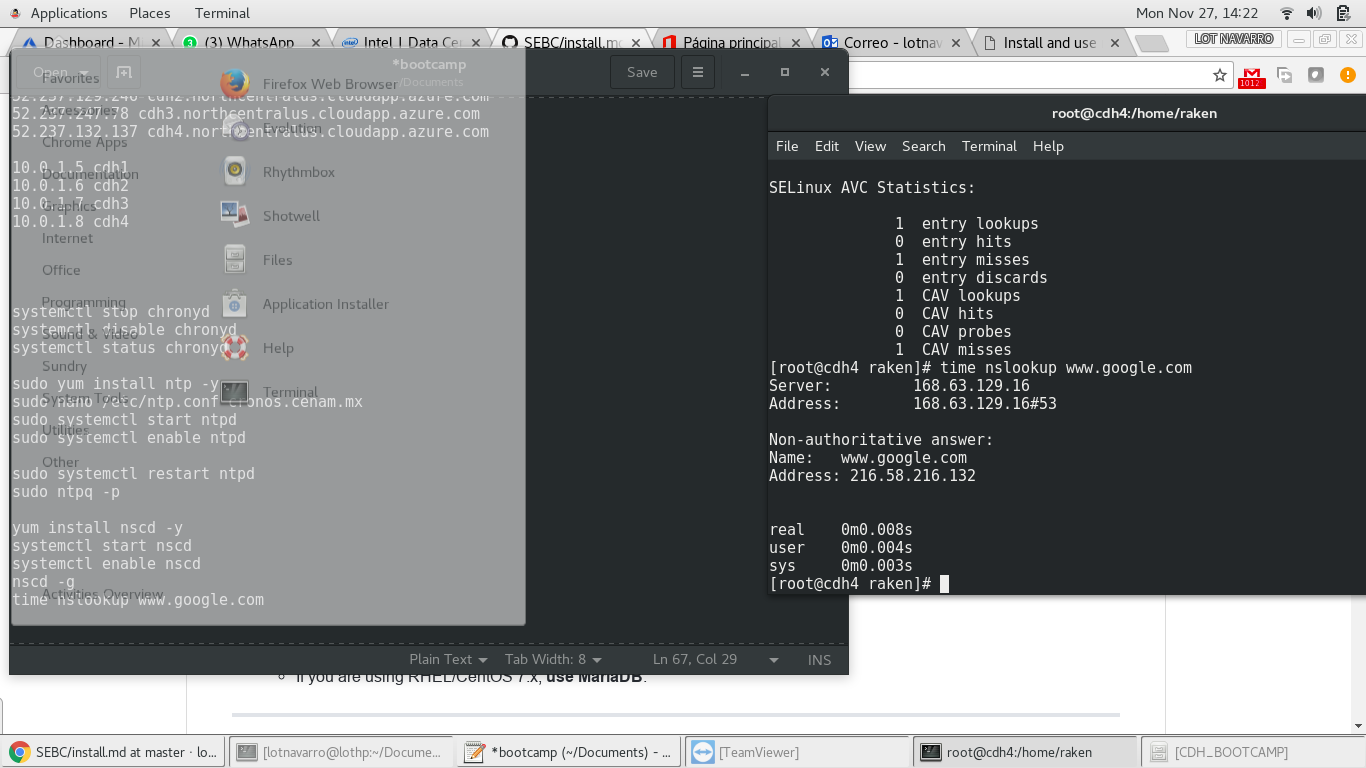 Applications Places Terminal Mon Nov 27, 14:22
Dashboard - Mi (3) WhatsApp Intel | Data Ce SEBC/install.mc Página principal Correo - lotnav Install and use LOT NAVARRO
Open *bootcamp ~/Documents Save
1012
52.237.129.246 cdh2.northcentralus.cloudapp.azure.com
52.237.247.78 cdh3.northcentralus.cloudapp.azure.com
52.237.132.137 cdh4.northcentralus.cloudapp.azure.com
10.0.1.5 cdh1
10.0.1.6 cdh2
10.0.1.7 cdh3
10.0.1.8 cdh4
systemctl stop chronyd
systemctl disable chronyd
systemctl status chronyd
sudo yum install ntp -y
sudo nano /etc/ntp.conf cronos.cenam.mx
sudo systemctl start ntpd
sudo systemctl enable ntpd
sudo systemctl restart ntpd
sudo ntpq -p
yum install nscd -y
systemctl start nscd
systemctl enable nscd
nscd -g
time nslookup www.google.com
Favorites
Accessories
Chrome Apps
Documentation
Graphics
Internet
Office
Programming
Sound & Video
Sundry
System Tools
Utilities
Other
Activities Overview
Firefox Web Browser
Evolution
Rhythmbox
Shotwell
Files
Application Installer
Help
Terminal
Plain Text Tab Width: 8 Ln 67, Col 29 INS
root@cdh4:/home/raken
File Edit View Search Terminal Help
SELinux AVC Statistics:
1 entry lookups
0 entry hits
1 entry misses
0 entry discards
1 CAV lookups
0 CAV hits
0 CAV probes
1 CAV misses
[root@cdh4 raken]# time nslookup www.google.com
Server: 168.63.129.16
Address: 168.63.129.16#53
Non-authoritative answer:
Name: www.google.com
Address: 216.58.216.132
real 0m0.008s
user 0m0.004s
sys 0m0.003s
[root@cdh4 raken]#
If you are using RHEL/CentOS 7.x, use MariaDB.
SEBC/install.md at master · lo... [lotnavarro@lothp:~/Docume... *bootcamp (~/Documents) - ... [TeamViewer] root@cdh4:/home/raken [CDH_BOOTCAMP]